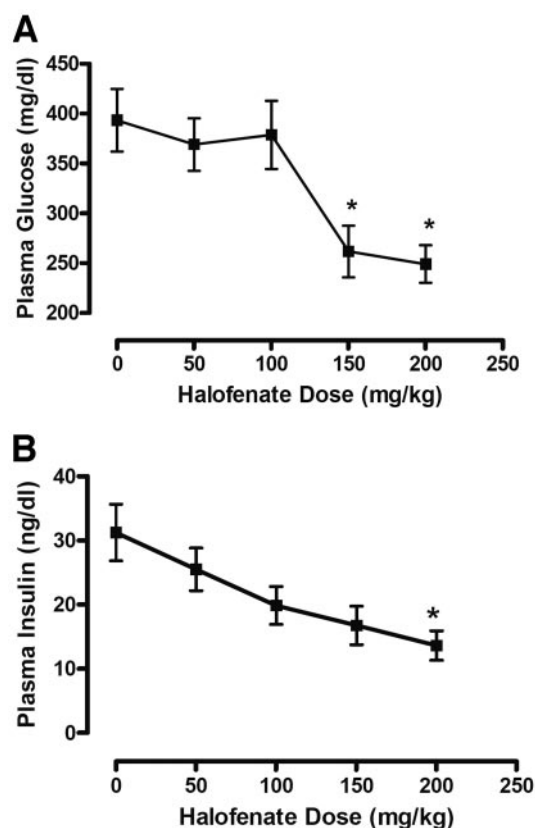 A
Plasma Glucose (mg/dl)
450
400
350
300
250
200
*
*
0 50 100 150 200 250
Halofenate Dose (mg/kg)
B
Plasma Insulin (ng/dl)
40
30
20
10
0
*
0 50 100 150 200 250
Halofenate Dose (mg/kg)